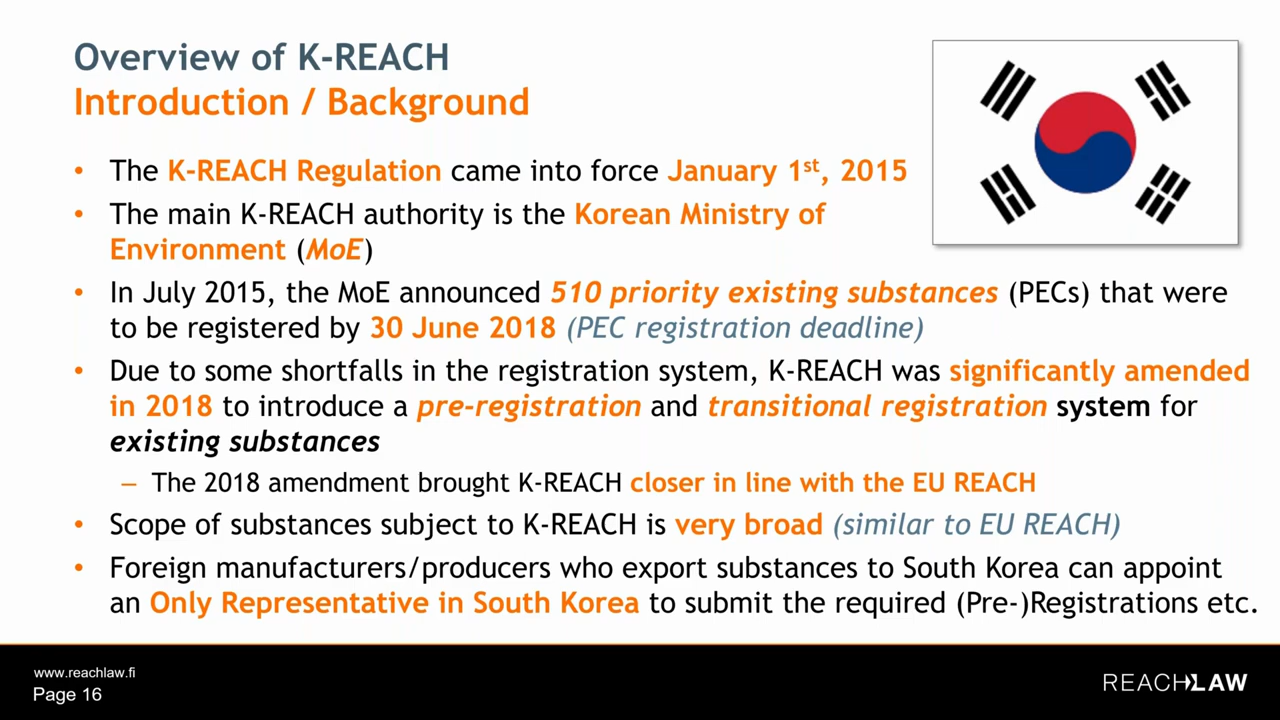 Overview of K-REACH
Introduction / Background
• The K-REACH Regulation came into force January 1st, 2015
• The main K-REACH authority is the Korean Ministry of
Environment (MoE)
• In July 2015, the MoE announced 510 priority existing substances (PECs) that were
to be registered by 30 June 2018 (PEC registration deadline)
• Due to some shortfalls in the registration system, K-REACH was significantly amended
in 2018 to introduce a pre-registration and transitional registration system for
existing substances
– The 2018 amendment brought K-REACH closer in line with the EU REACH
• Scope of substances subject to K-REACH is very broad (similar to EU REACH)
• Foreign manufacturers/producers who export substances to South Korea can appoint
an Only Representative in South Korea to submit the required (Pre-)Registrations etc.
www.reachlaw.fi
Page 16
REACHLAW